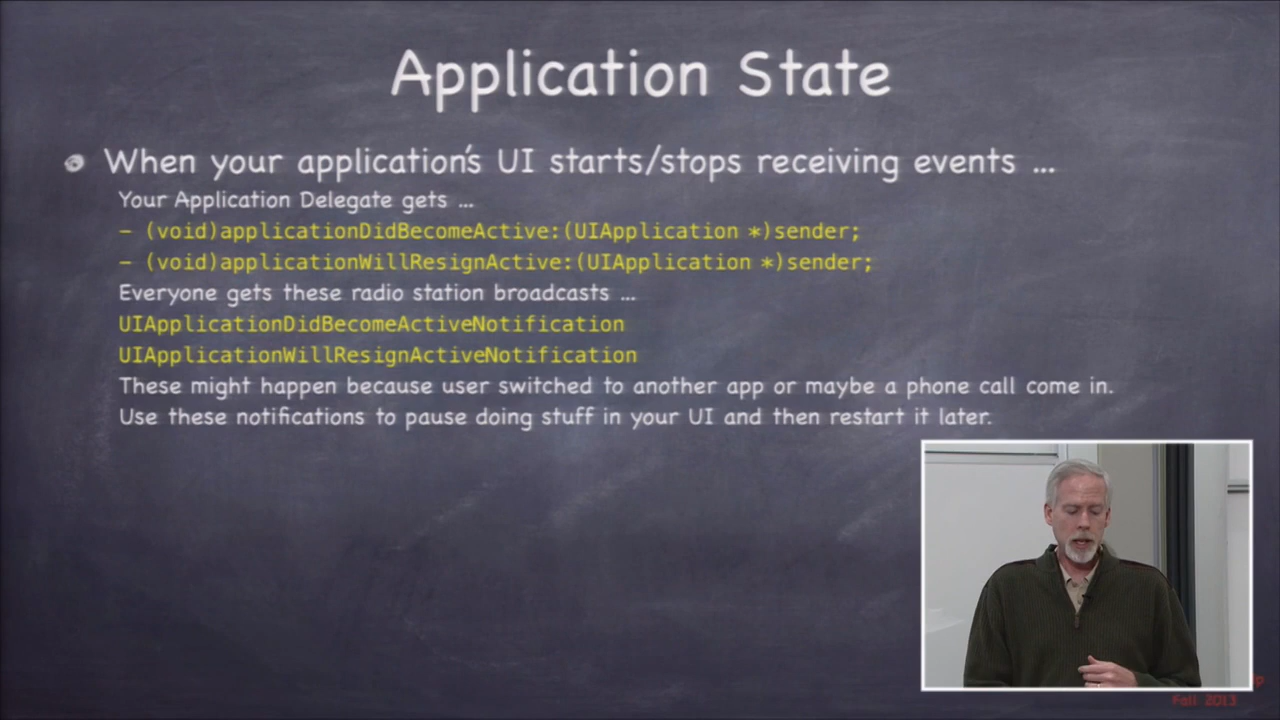 Application State
When your application's UI starts/stops receiving events ...
Your Application Delegate gets ...
- (void)applicationDidBecomeActive:(UIApplication *)sender;
- (void)applicationWillResignActive:(UIApplication *)sender;
Everyone gets these radio station broadcasts ...
UIApplicationDidBecomeActiveNotification
UIApplicationWillResignActiveNotification
These might happen because user switched to another app or maybe a phone call come in.
Use these notifications to pause doing stuff in your UI and then restart it later.
Fall 2013